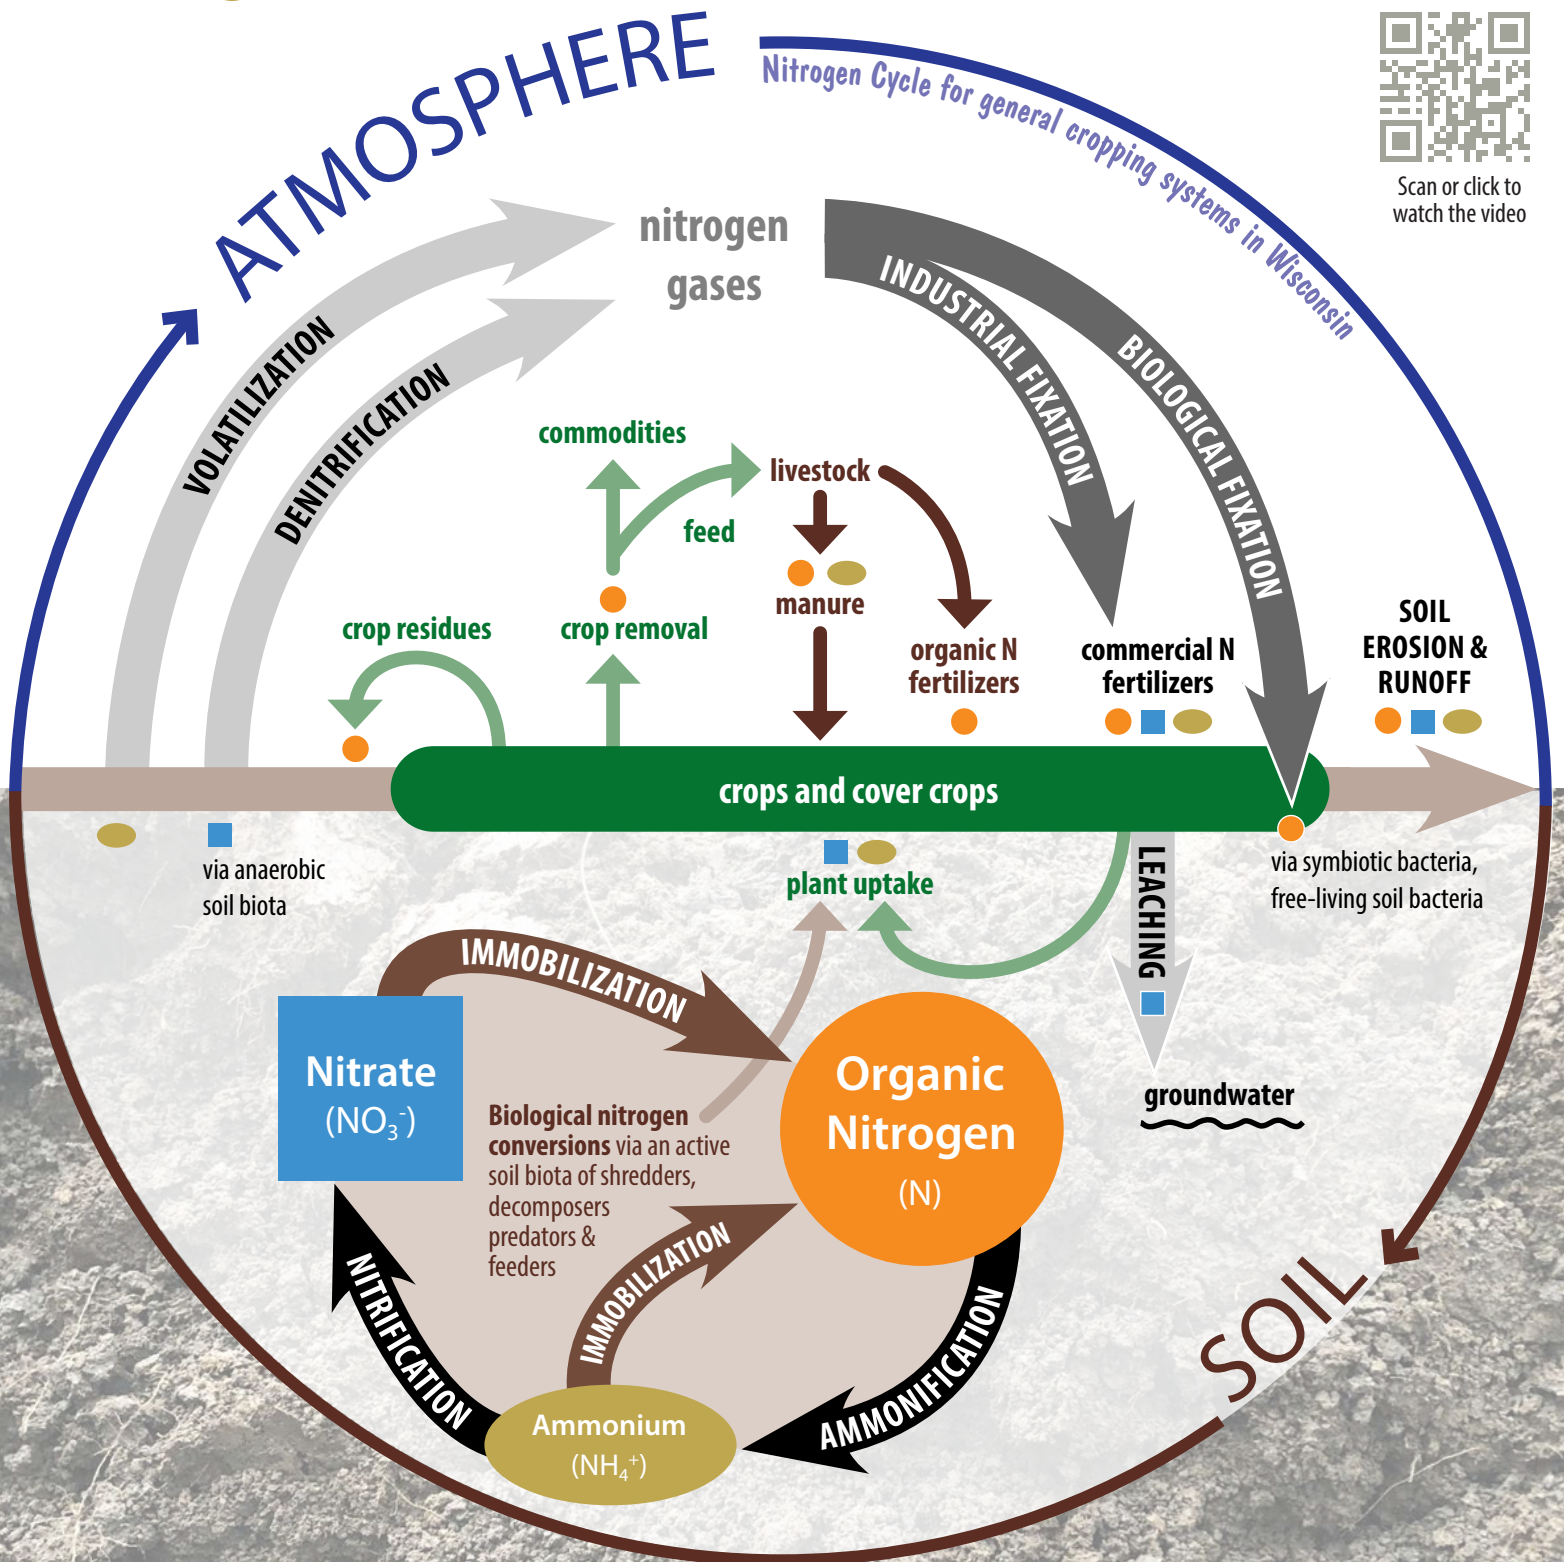 ATMOSPHERE
Nitrogen Cycle for general cropping systems in Wisconsin
Scan or click to
watch the video
nitrogen
gases
VOLATILIZATION
DENITRIFICATION
INDUSTRIAL FIXATION
BIOLOGICAL FIXATION
commodities
livestock
feed
manure
crop residues
crop removal
organic N
fertilizers
commercial N
fertilizers
SOIL
EROSION &
RUNOFF
crops and cover crops
via anaerobic
soil biota
plant uptake
LEACHING
via symbiotic bacteria,
free-living soil bacteria
IMMOBILIZATION
Nitrate
(NO₃⁻)
Biological nitrogen
conversions via an active
soil biota of shredders,
decomposers
predators &
feeders
Organic
Nitrogen
(N)
groundwater
IMMOBILIZATION
NITRIFICATION
AMMONIFICATION
Ammonium
(NH₄⁺)
SOIL